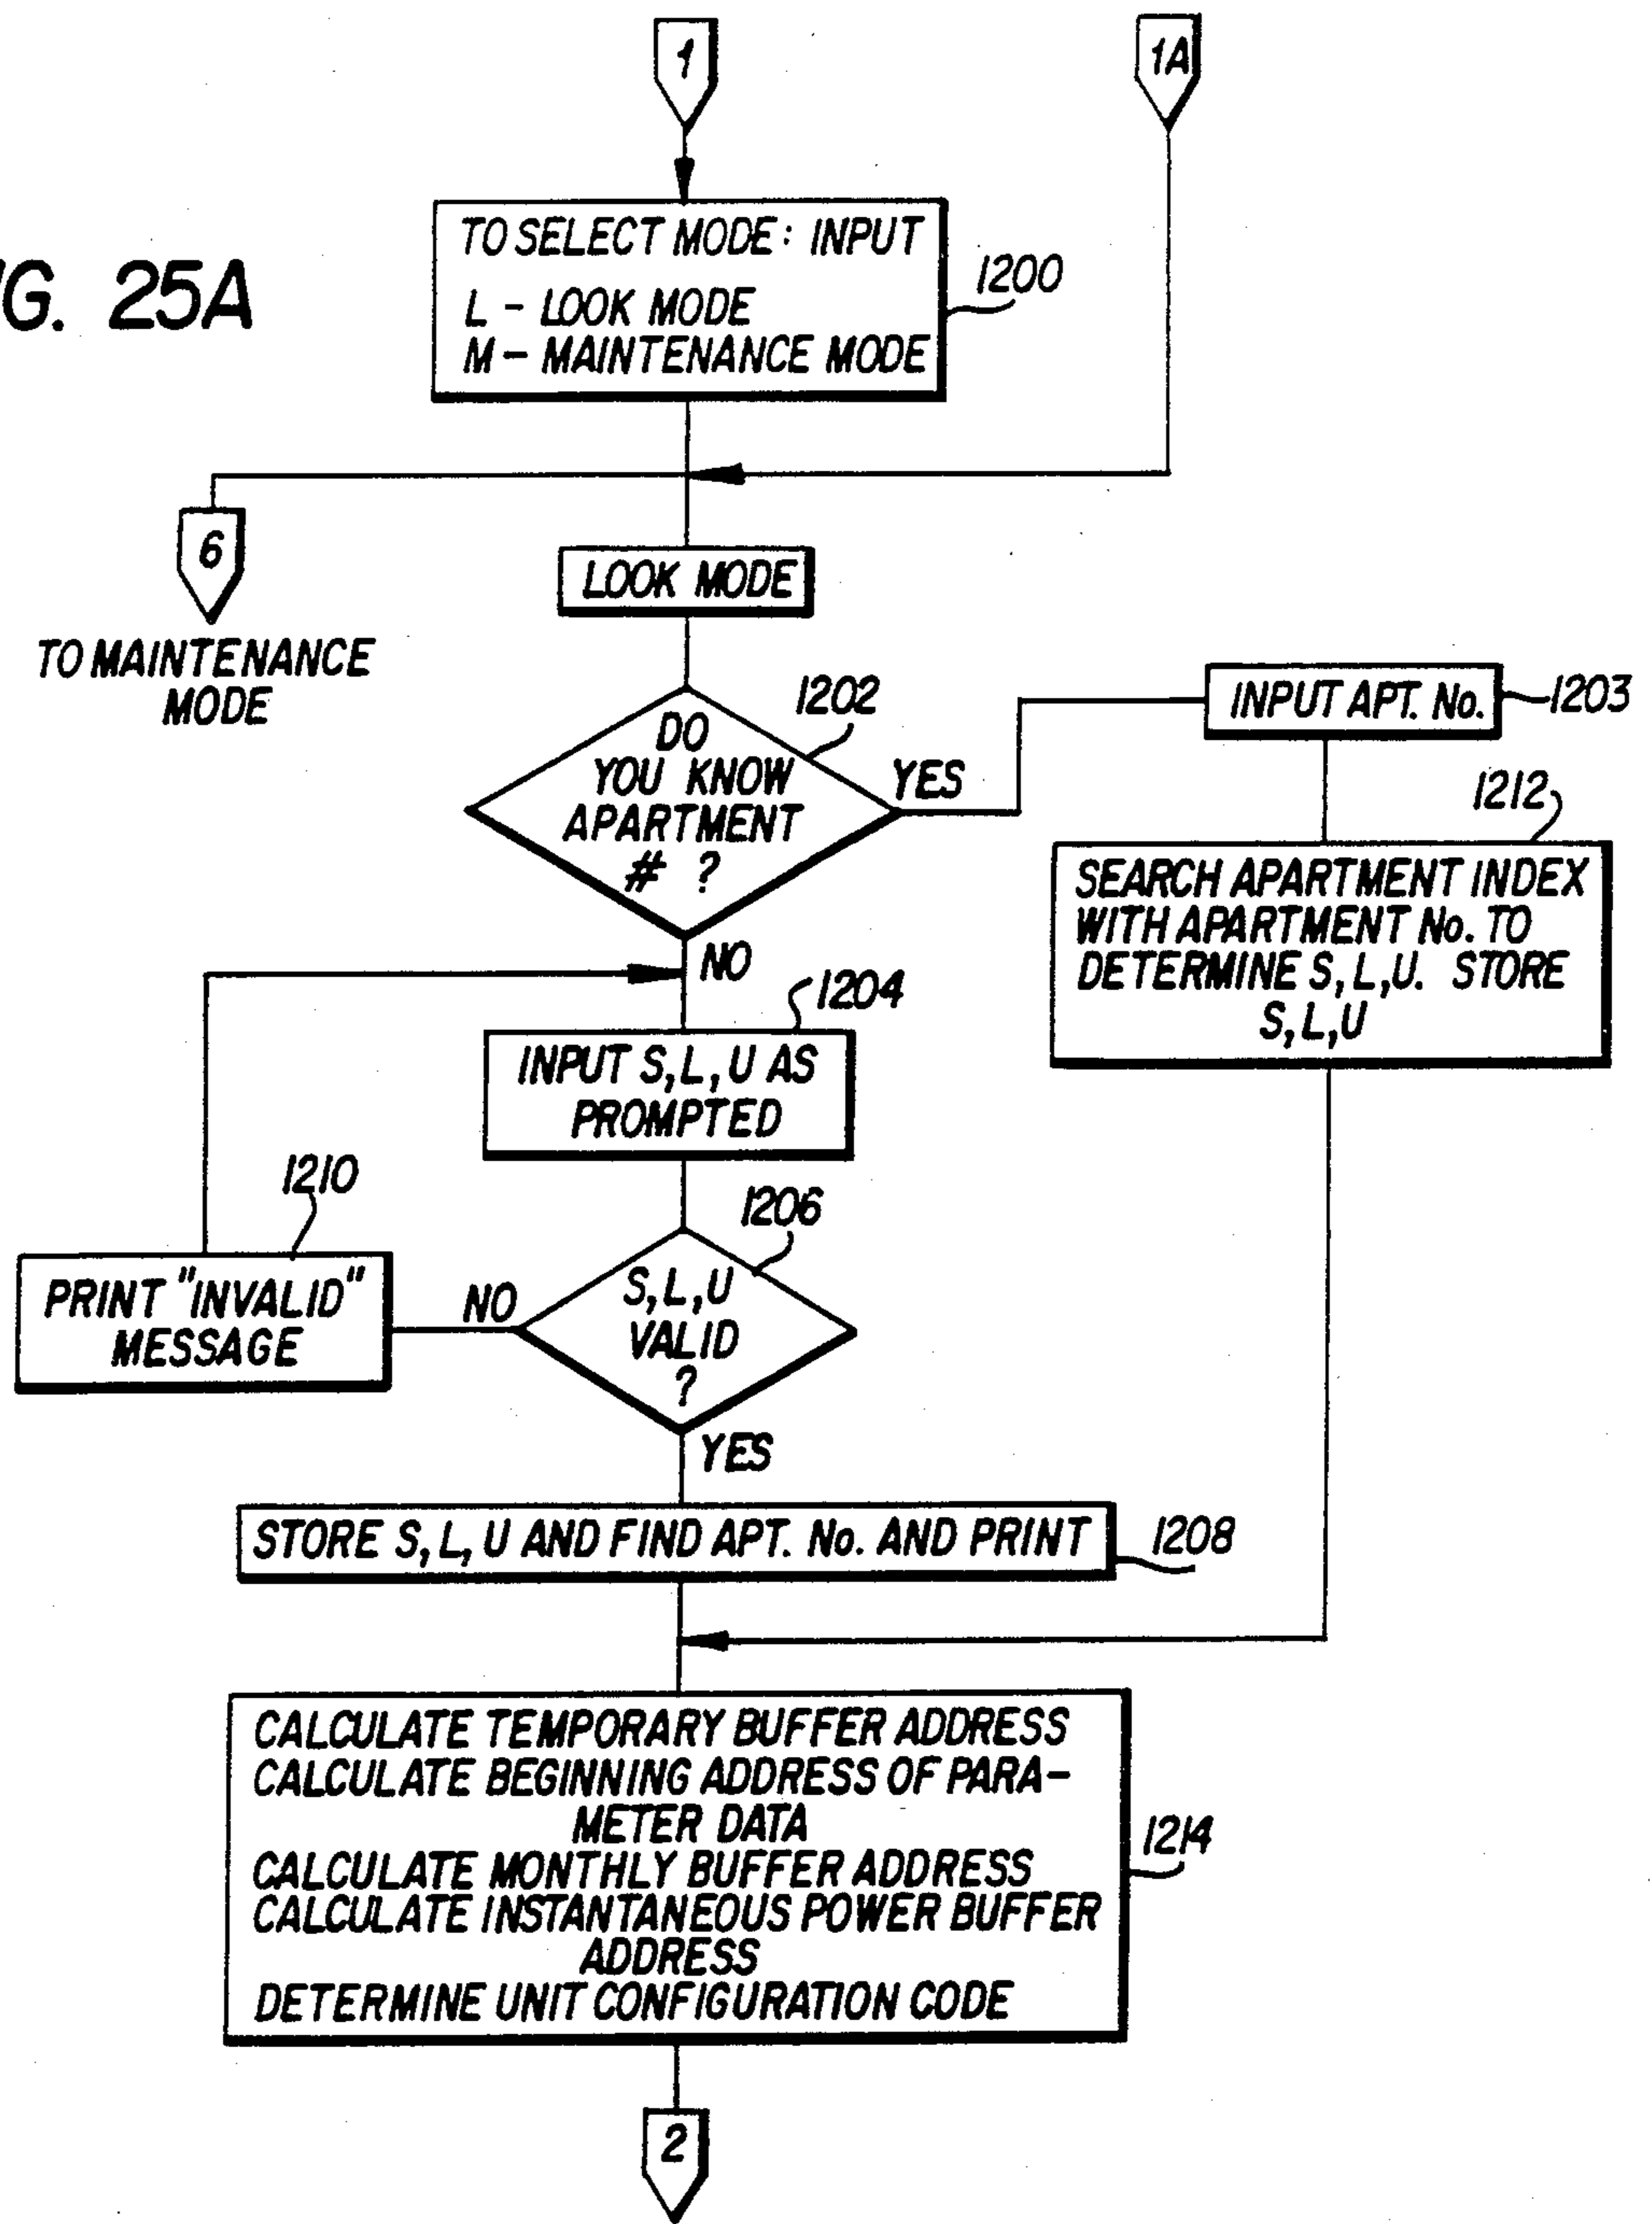 1
1A
G. 25A
TO SELECT MODE: INPUT
L - LOOK MODE
M - MAINTENANCE MODE
1200
6
TO MAINTENANCE
MODE
LOOK MODE
1202
DO
YOU KNOW
APARTMENT
# ?
YES
INPUT APT. No.
1203
1212
SEARCH APARTMENT INDEX
WITH APARTMENT No. TO
DETERMINE S, L, U. STORE
S, L, U
NO
1204
INPUT S, L, U AS
PROMPTED
1210
PRINT "INVALID"
MESSAGE
NO
1206
S, L, U
VALID
?
YES
STORE S, L, U AND FIND APT. No. AND PRINT
1208
CALCULATE TEMPORARY BUFFER ADDRESS
CALCULATE BEGINNING ADDRESS OF PARA-
METER DATA
CALCULATE MONTHLY BUFFER ADDRESS
CALCULATE INSTANTANEOUS POWER BUFFER
ADDRESS
DETERMINE UNIT CONFIGURATION CODE
1214
2